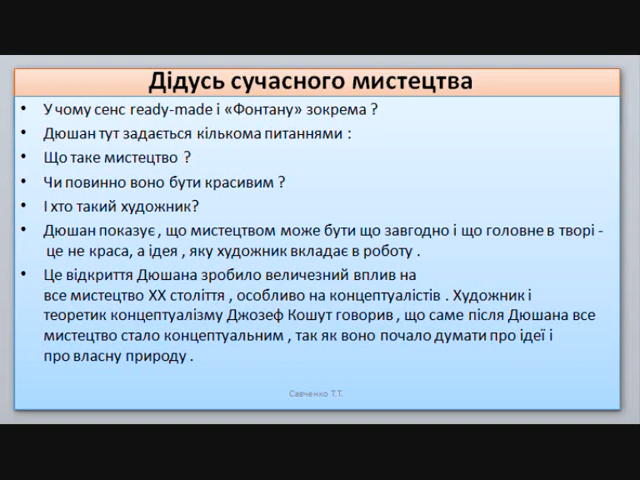 Дідусь сучасного мистецтва
• У чому сенс ready-made і «Фонтану» зокрема ?
• Дюшан тут задається кількома питаннями :
• Що таке мистецтво ?
• Чи повинно воно бути красивим ?
• І хто такий художник?
• Дюшан показує , що мистецтвом може бути що завгодно і що головне в творі -
це не краса, а ідея , яку художник вкладає в роботу .
• Це відкриття Дюшана зробило величезний вплив на
все мистецтво XX століття , особливо на концептуалістів . Художник і
теоретик концептуалізму Джозеф Кошут говорив , що саме після Дюшана все
мистецтво стало концептуальним , так як воно почало думати про ідеї і
про власну природу .
Савченко Т.Т.